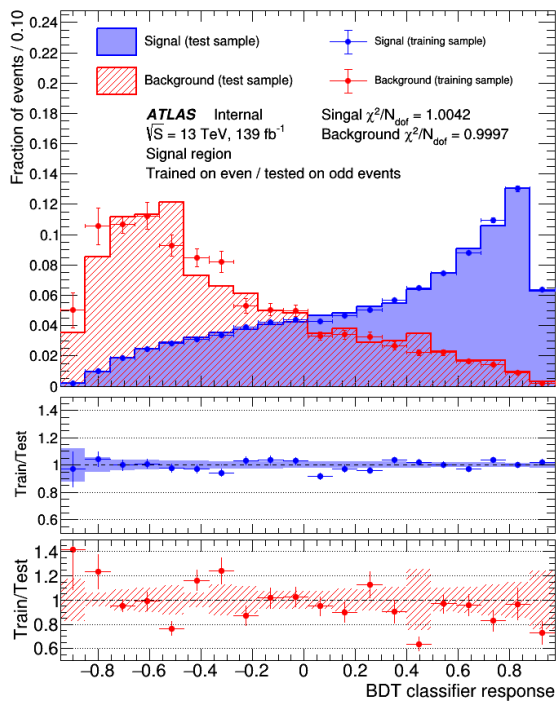 Fraction of events / 0.10
0.24
0.22
0.2
0.18
0.16
0.14
0.12
0.1
0.08
0.06
0.04
0.02
0
Signal (test sample)
Signal (training sample)
Background (test sample)
Background (training sample)
ATLAS Internal
√S = 13 TeV, 139 fb⁻¹
Signal region
Trained on even / tested on odd events
Singal χ²/N_dof = 1.0042
Background χ²/N_dof = 0.9997
Train/Test
1.4
1.2
1
0.8
0.6
Train/Test
1.4
1.2
1
0.8
0.6
−0.8 −0.6 −0.4 −0.2 0 0.2 0.4 0.6 0.8
BDT classifier response